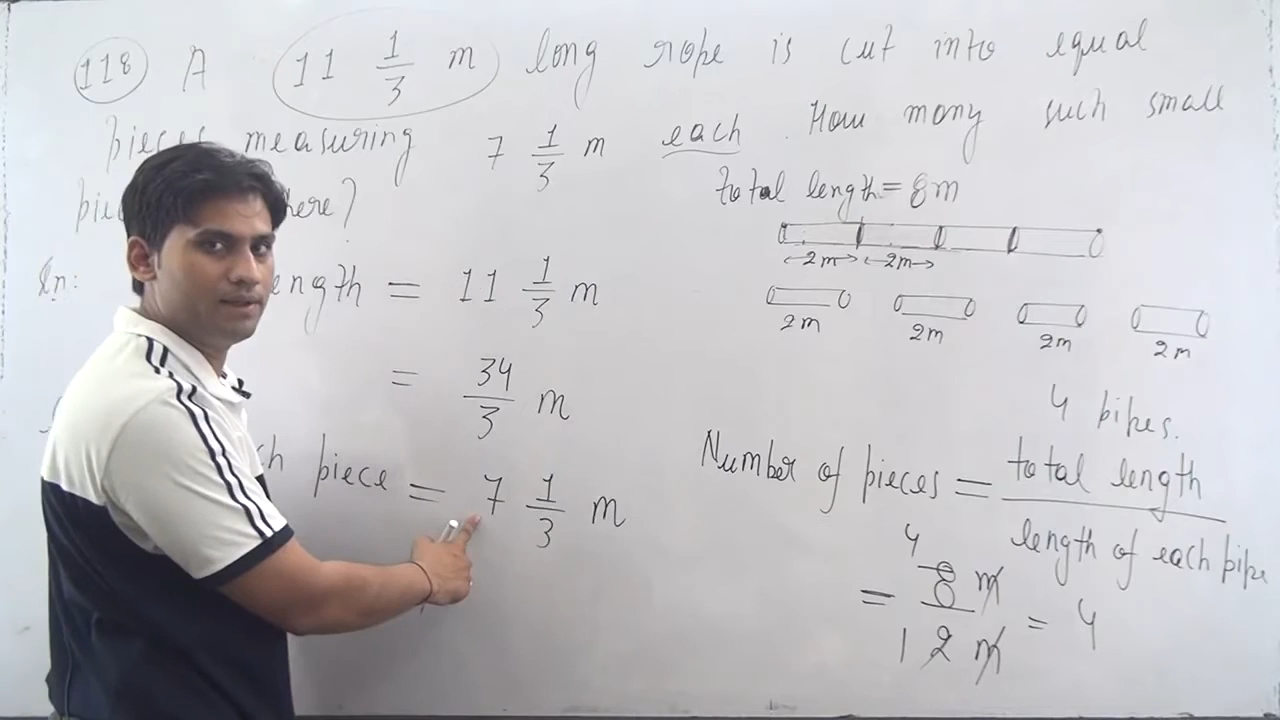 118 A 11 1/3 m long rope is cut into equal
pieces measuring 7 1/3 m each. How many such small
here?
ength = 11 1/3 m
= 34/3 m
ch piece = 7 1/3 m
total length = 8m
2m 2m
2m 2m 2m 2m
4 pipes.
Number of pieces = total length / length of each pipe
= 4 8 m / 1 2 m = 4